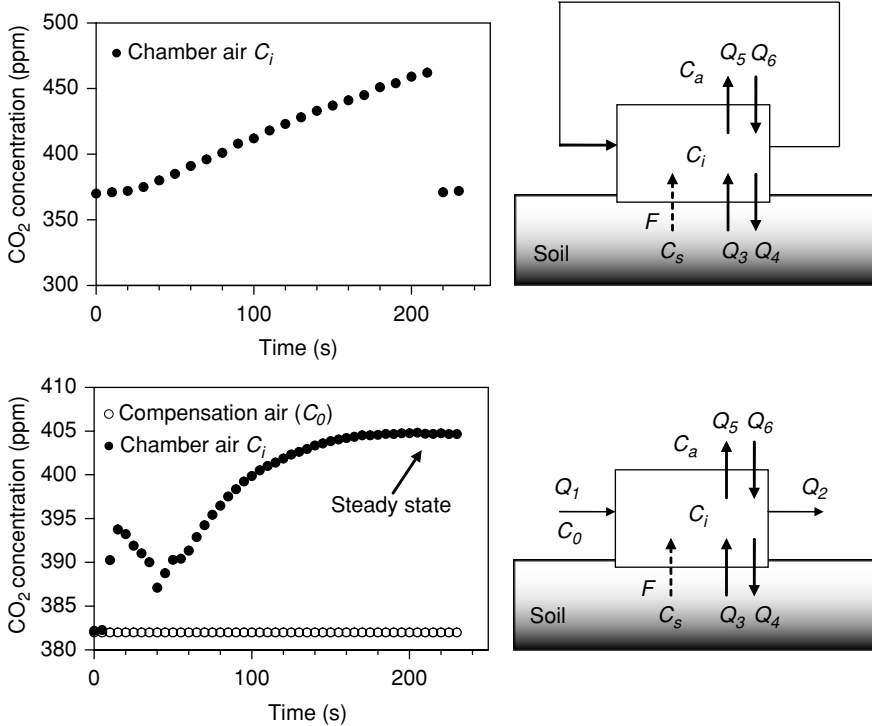 CO2 concentration (ppm)
500
450
400
350
300
Chamber air Ci
0
100
200
Time (s)
Ca
Q5
Q6
Ci
F
Cs
Q3
Q4
Soil
CO2 concentration (ppm)
410
405
400
395
390
385
380
Compensation air (C0)
Chamber air Ci
Steady state
0
100
200
Time (s)
Ca
Q5
Q6
Q1
C0
Ci
Q2
F
Cs
Q3
Q4
Soil